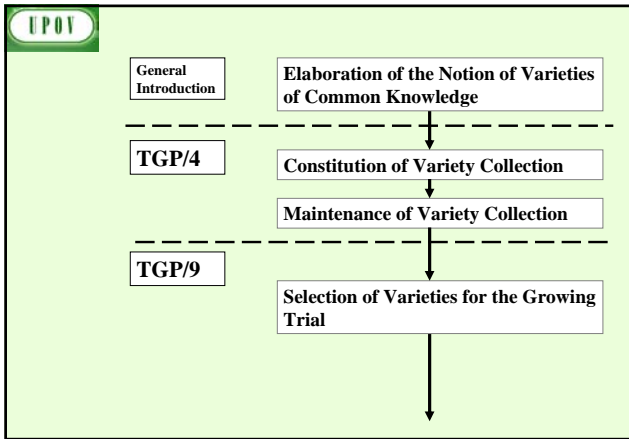 UPOV
General
Introduction
Elaboration of the Notion of Varieties
of Common Knowledge
TGP/4
Constitution of Variety Collection
Maintenance of Variety Collection
TGP/9
Selection of Varieties for the Growing
Trial